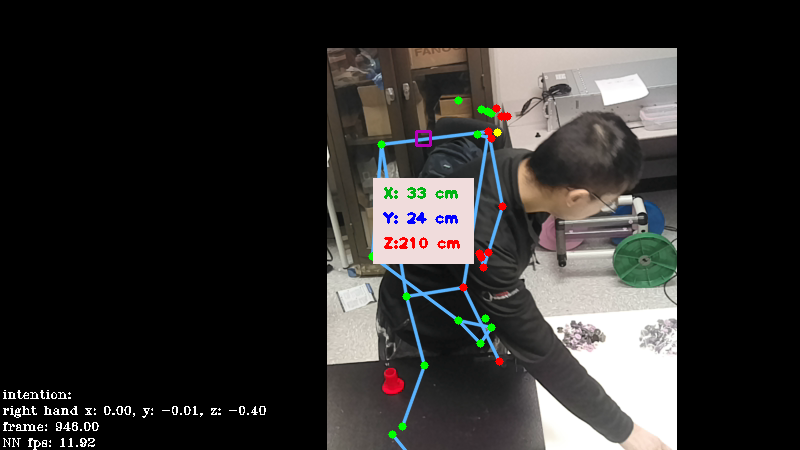 FANUC
X: 33 cm
Y: 24 cm
Z:210 cm
intention:
right hand x: 0.00, y: -0.01, z: -0.40
frame: 946.00
NN fps: 11.92